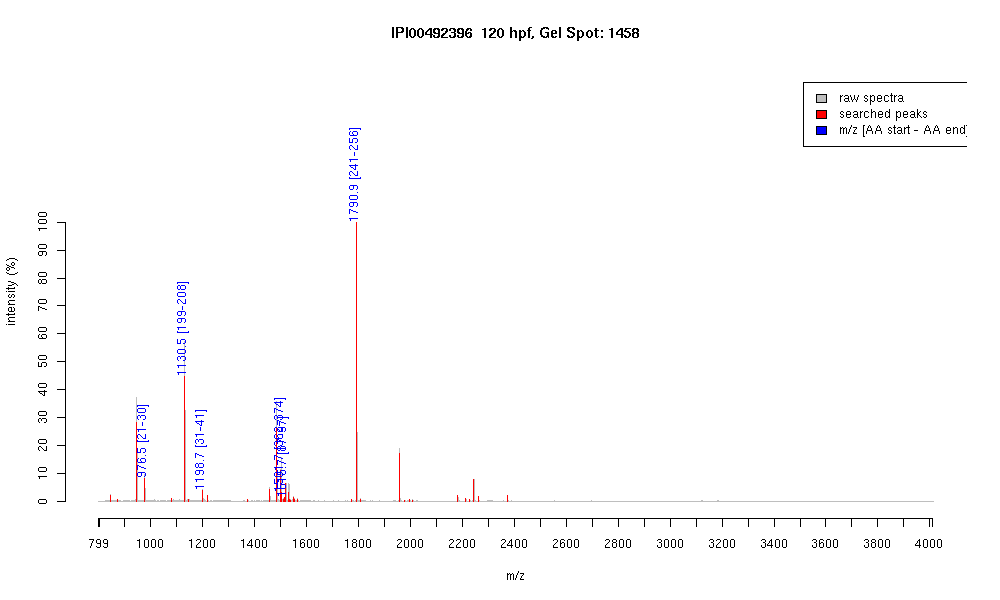 IPI00492396 120 hpf, Gel Spot: 1458
raw spectra
searched peaks
m/z [AA start - AA end]
1790.9 [241-256]
1130.5 [199-208]
976.5 [21-30]
1198.7 [31-41]
intensity (%)
0 10 20 30 40 50 60 70 80 90 100
799 1000 1200 1400 1600 1800 2000 2200 2400 2600 2800 3000 3200 3400 3600 3800 4000
m/z